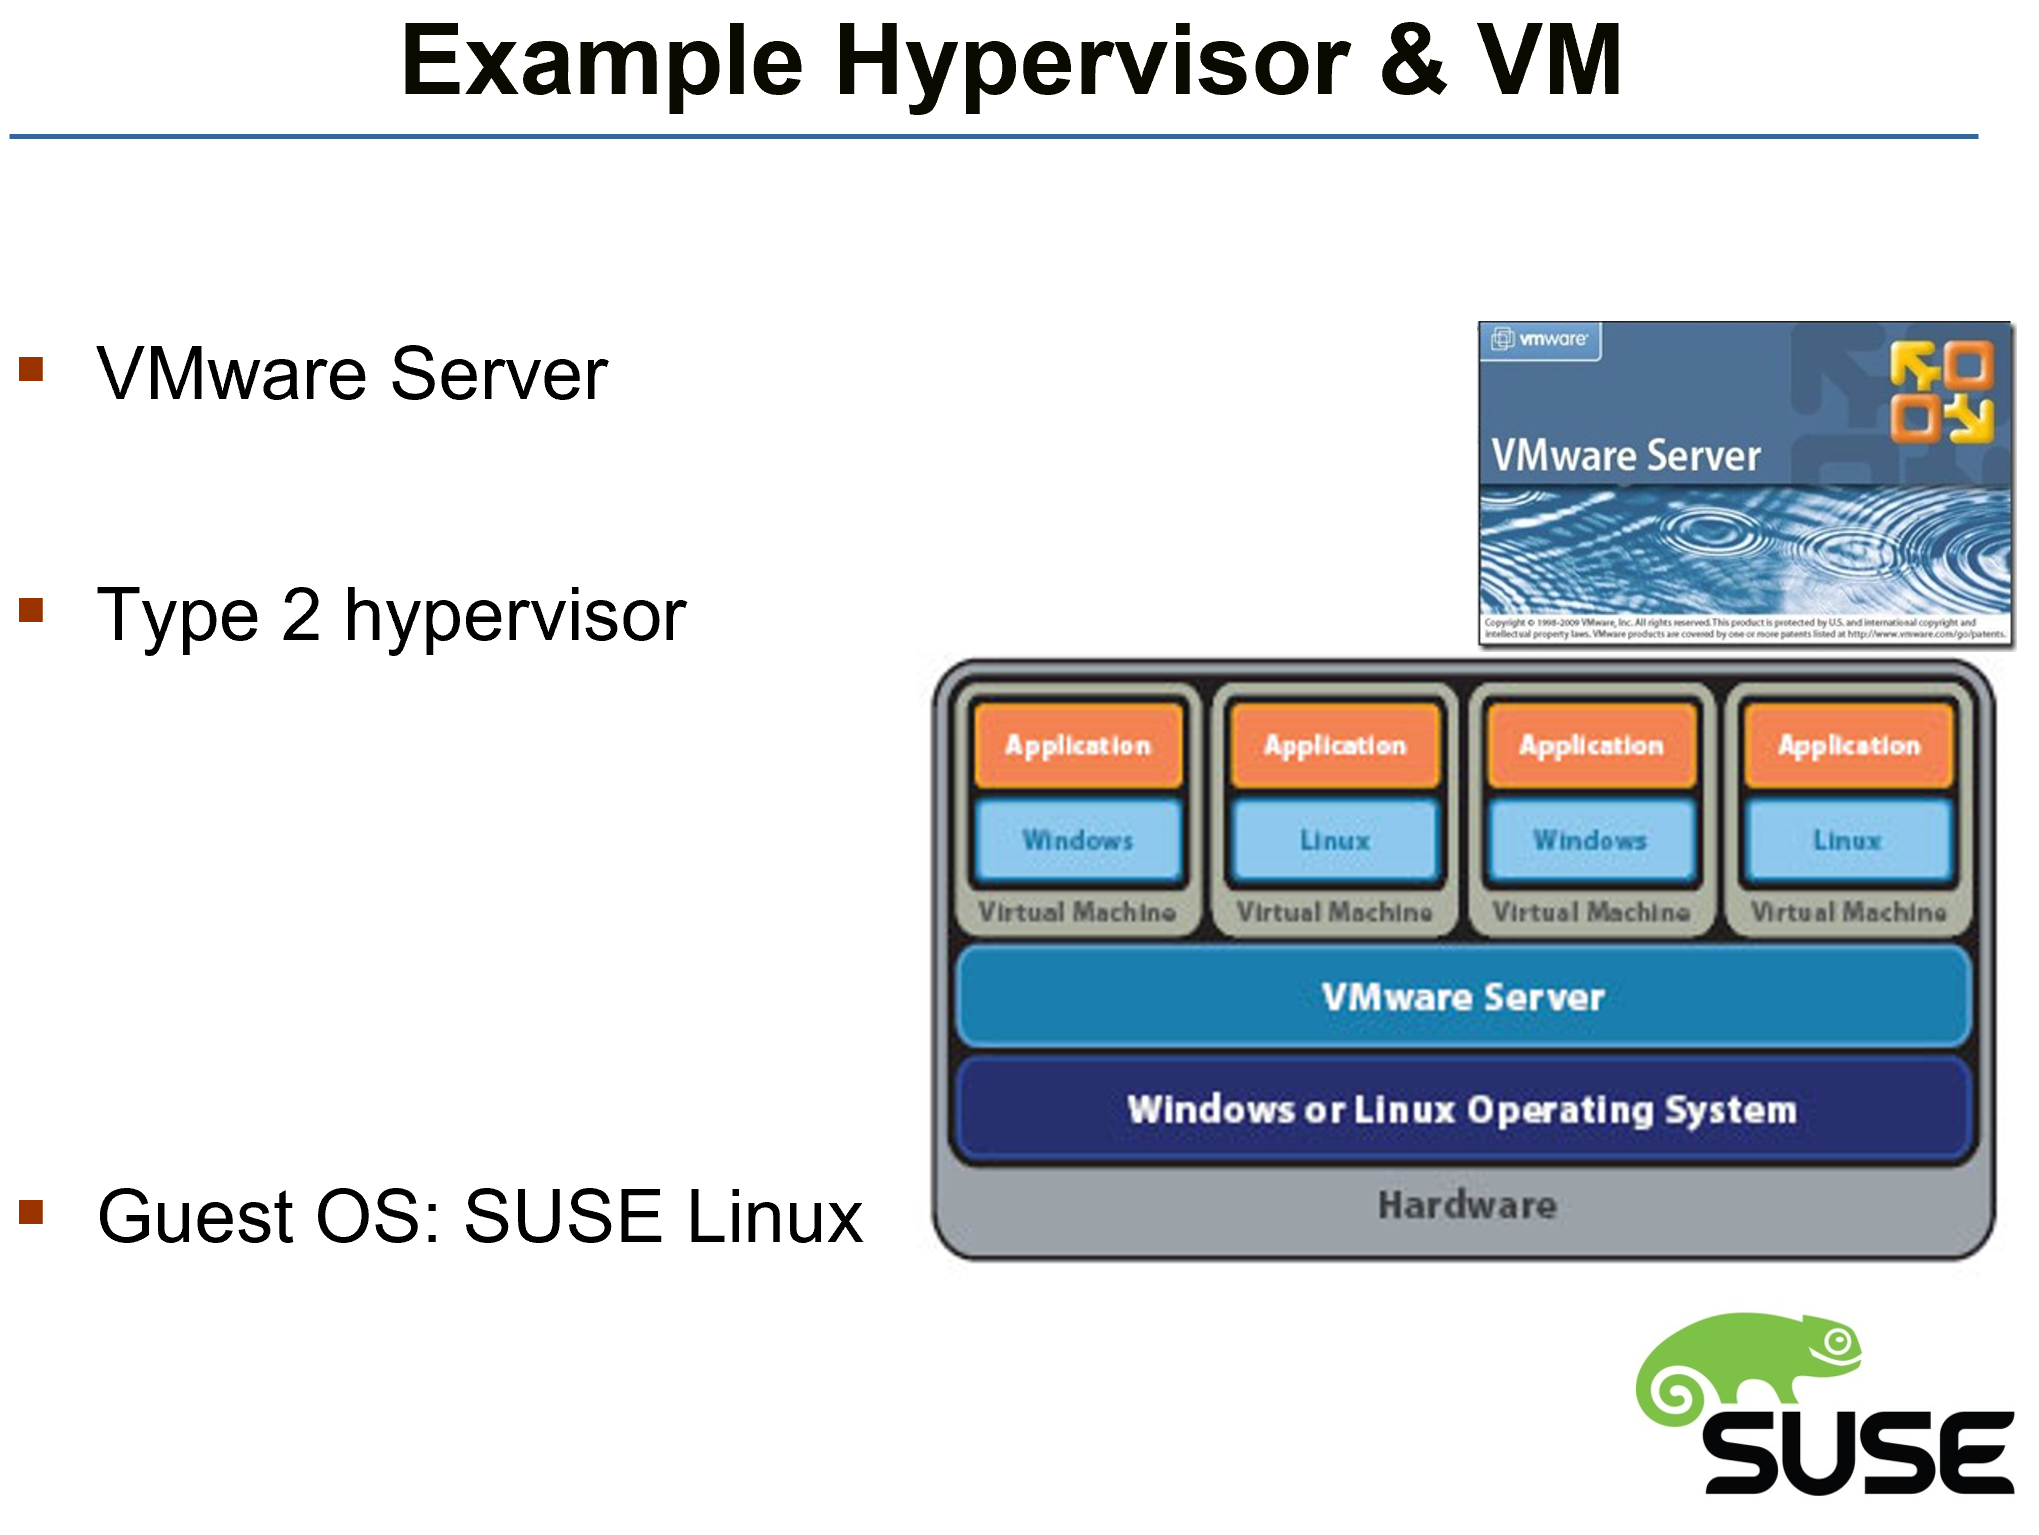 Example Hypervisor & VM
VMware Server
Type 2 hypervisor
Guest OS: SUSE Linux
vmware
VMware Server
Copyright © 1998-2009 VMware, Inc. All rights reserved. This product is protected by U.S. and international copyright and
intellectual property laws. VMware products are covered by one or more patents listed at http://www.vmware.com/go/patents.
Application Application Application Application
Windows Linux Windows Linux
Virtual Machine Virtual Machine Virtual Machine Virtual Machine
VMware Server
Windows or Linux Operating System
Hardware
SUSE